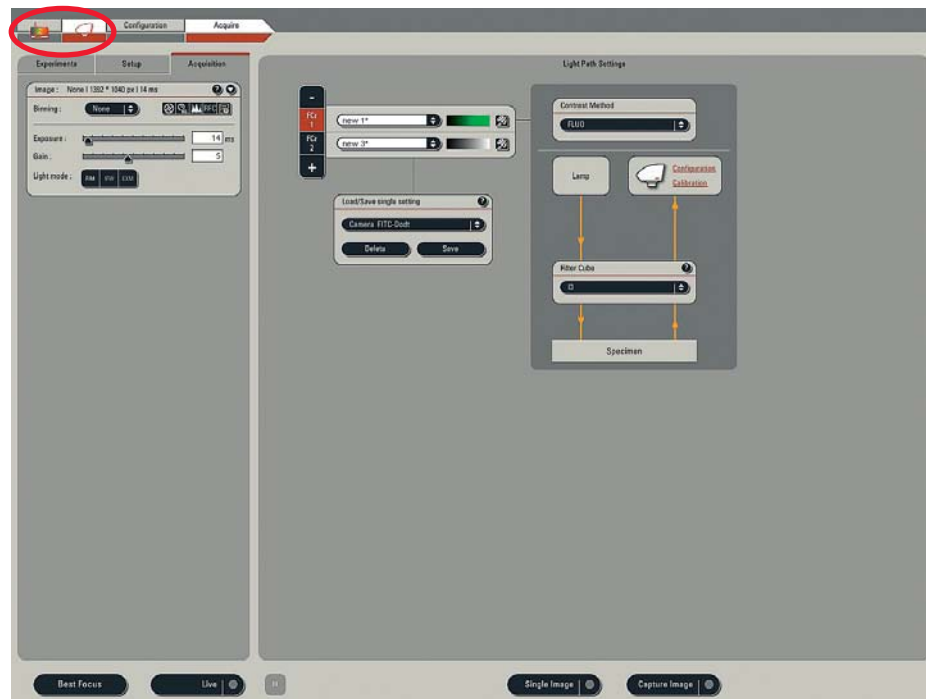 Configuration
Acquire
Experiments
Setup
Acquisition
Image : None | 1392 * 1040 px | 14 ms
Binning :
None
FFC
Exposure :
14
ms
Gain :
5
Light mode :
-
FCr
1
new 1*
FCr
2
new 3*
+
Load/Save single setting
Camera FITC-Dodt
Delete
Save
Light Path Settings
Contrast Method
FLUO
Lamp
Configuration
Calibration
Filter Cube
Specimen
Best Focus
Live
Single Image
Capture Image